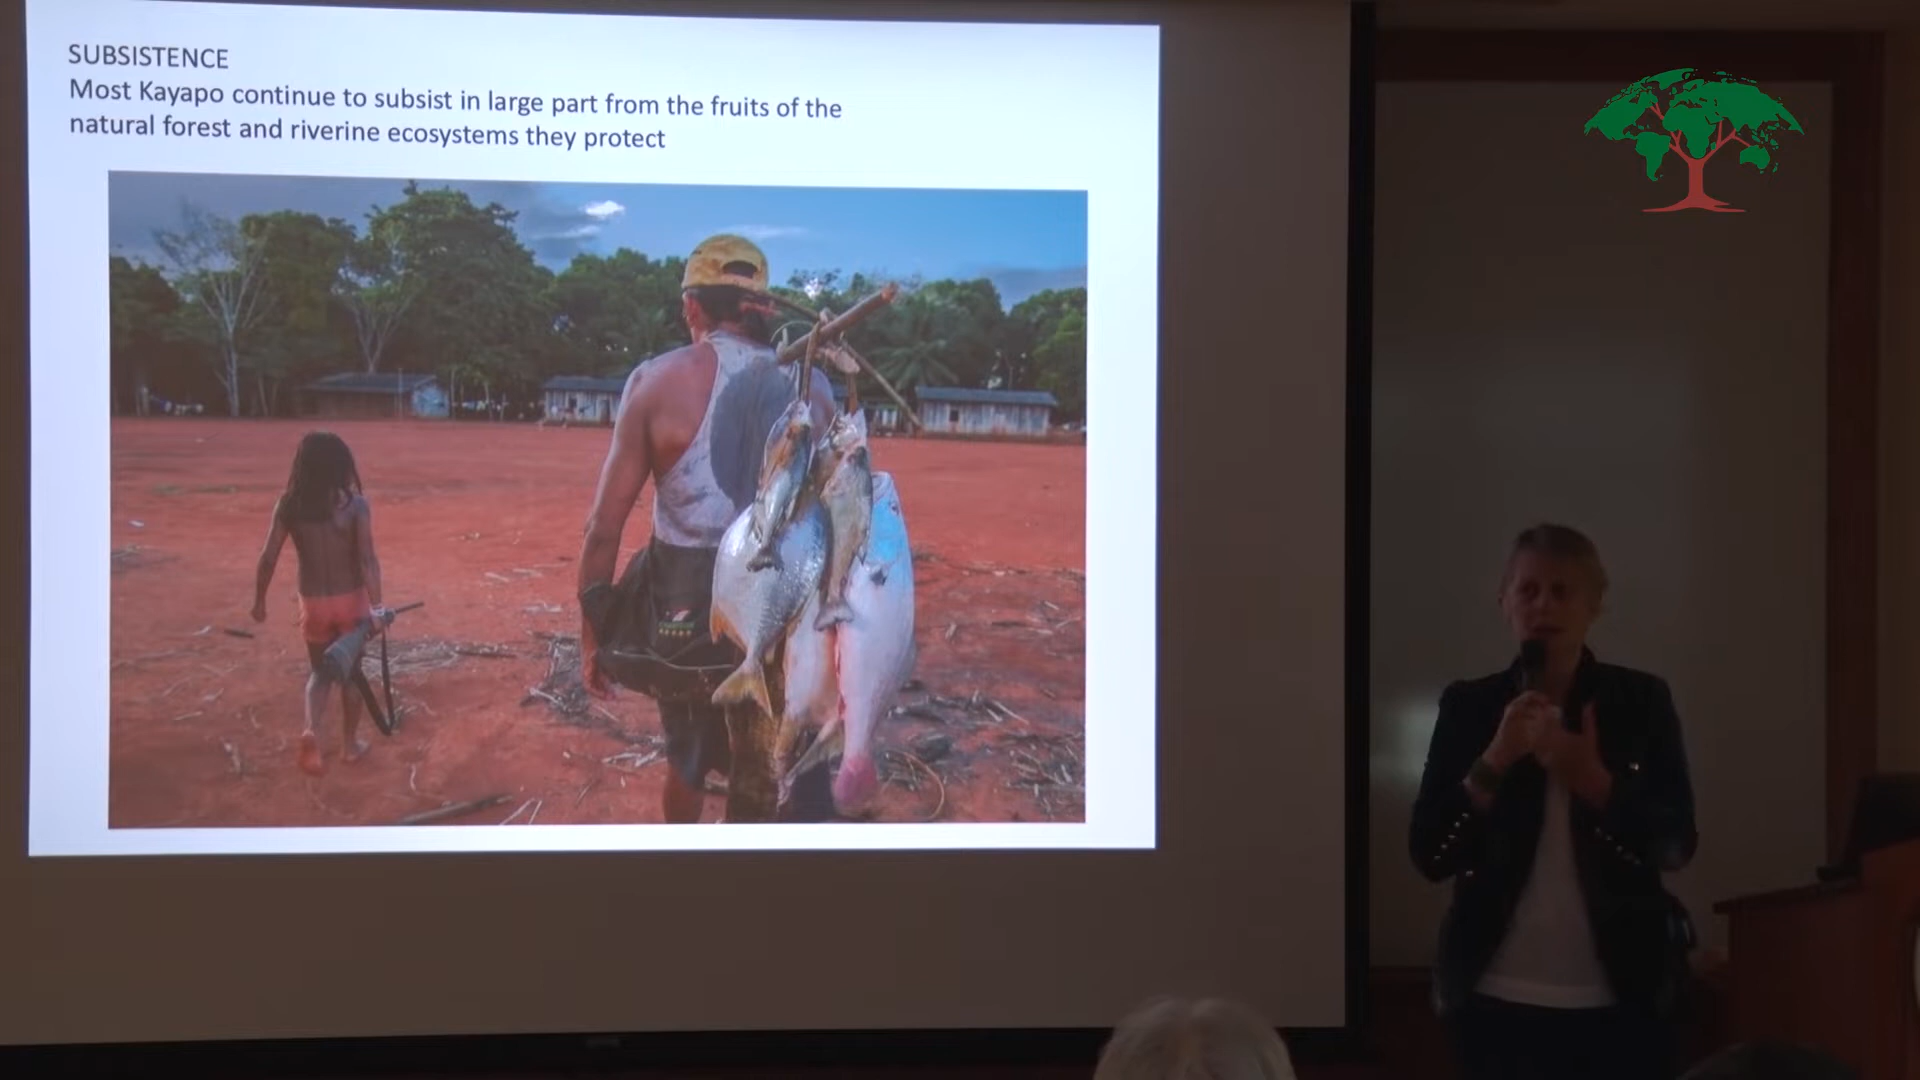 SUBSISTENCE
Most Kayapo continue to subsist in large part from the fruits of the
natural forest and riverine ecosystems they protect